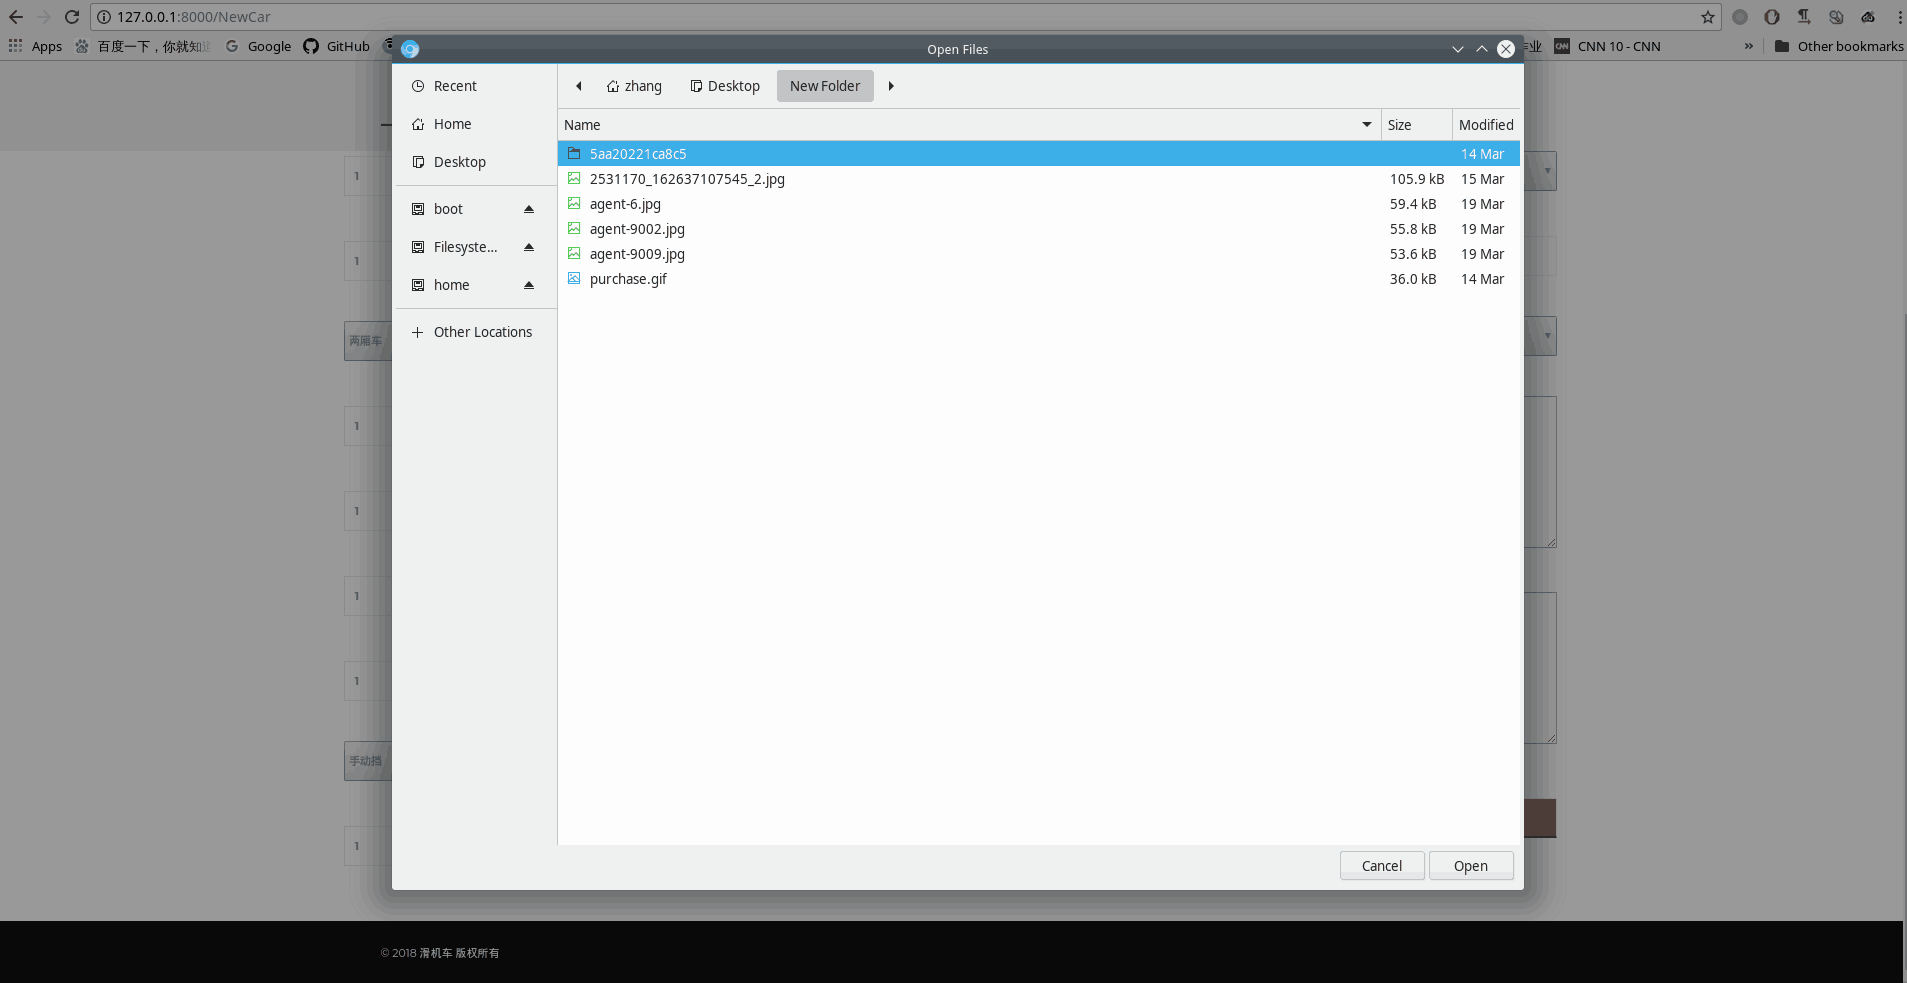 127.0.0.1:8000/NewCar
Apps 百度一下，你就知 Google GitHub 业 CNN CNN 10 - CNN » Other bookmarks
Open Files
Recent
Home
Desktop
boot
Filesyste...
home
Other Locations
zhang Desktop New Folder
Name Size Modified
5aa20221ca8c5 14 Mar
2531170_162637107545_2.jpg 105.9 kB 15 Mar
agent-6.jpg 59.4 kB 19 Mar
agent-9002.jpg 55.8 kB 19 Mar
agent-9009.jpg 53.6 kB 19 Mar
purchase.gif 36.0 kB 14 Mar
Cancel Open
1
1
两厢车
1
1
1
1
手动挡
1
© 2018 滑机车 版权所有